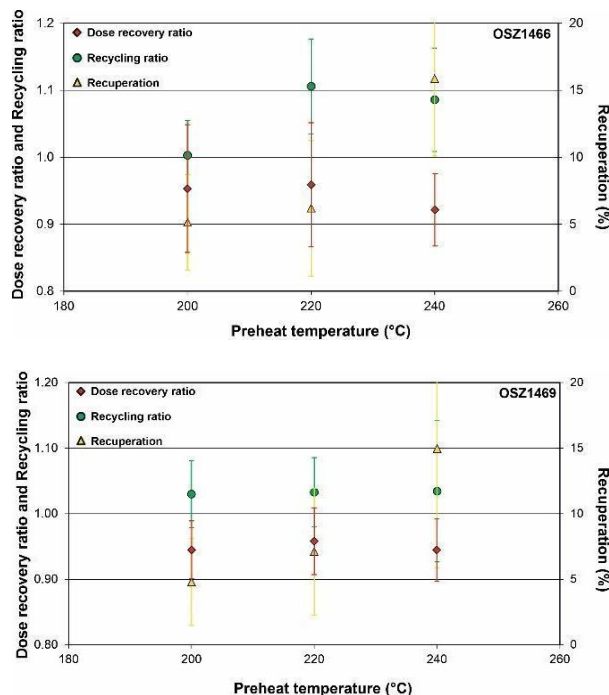 OSZ1466
Dose recovery ratio
Recycling ratio
Recuperation
Dose recovery ratio and Recycling ratio
1.2
1.1
1.0
0.9
0.8
20
15
10
5
0
Recuperation (%)
180
200
220
240
260
Preheat temperature (°C)
OSZ1469
Dose recovery ratio
Recycling ratio
Recuperation
Dose recovery ratio and Recycling ratio
1.20
1.10
1.00
0.90
0.80
20
15
10
5
0
Recuperation (%)
180
200
220
240
260
Preheat temperature (°C)